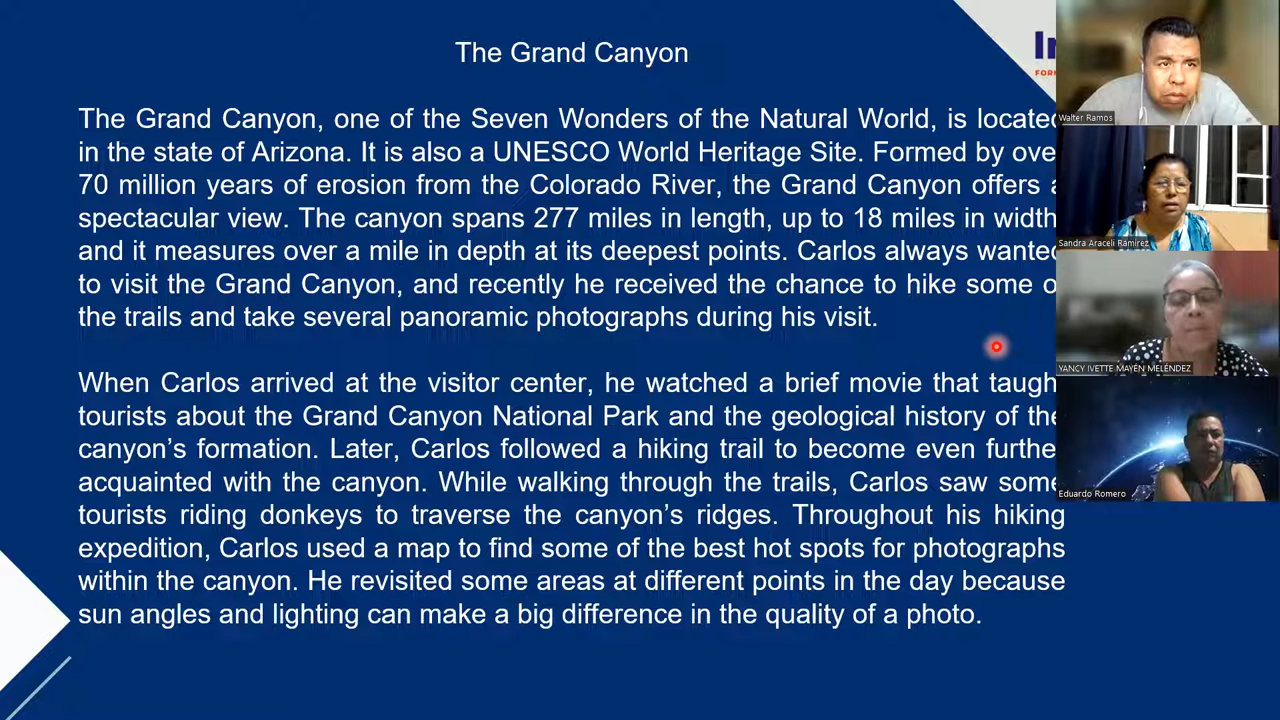 The Grand Canyon
The Grand Canyon, one of the Seven Wonders of the Natural World, is located
in the state of Arizona. It is also a UNESCO World Heritage Site. Formed by over
70 million years of erosion from the Colorado River, the Grand Canyon offers a
spectacular view. The canyon spans 277 miles in length, up to 18 miles in width
and it measures over a mile in depth at its deepest points. Carlos always wanted
to visit the Grand Canyon, and recently he received the chance to hike some o
the trails and take several panoramic photographs during his visit.
When Carlos arrived at the visitor center, he watched a brief movie that taugh
tourists about the Grand Canyon National Park and the geological history of the
canyon’s formation. Later, Carlos followed a hiking trail to become even furthe
acquainted with the canyon. While walking through the trails, Carlos saw some
tourists riding donkeys to traverse the canyon’s ridges. Throughout his hiking
expedition, Carlos used a map to find some of the best hot spots for photographs
within the canyon. He revisited some areas at different points in the day because
sun angles and lighting can make a big difference in the quality of a photo.
In
FORM
Walter Ramos
Sandra Araceli Ramirez
YANCY IVETTE MAYEN MELENDEZ
Eduardo Romero